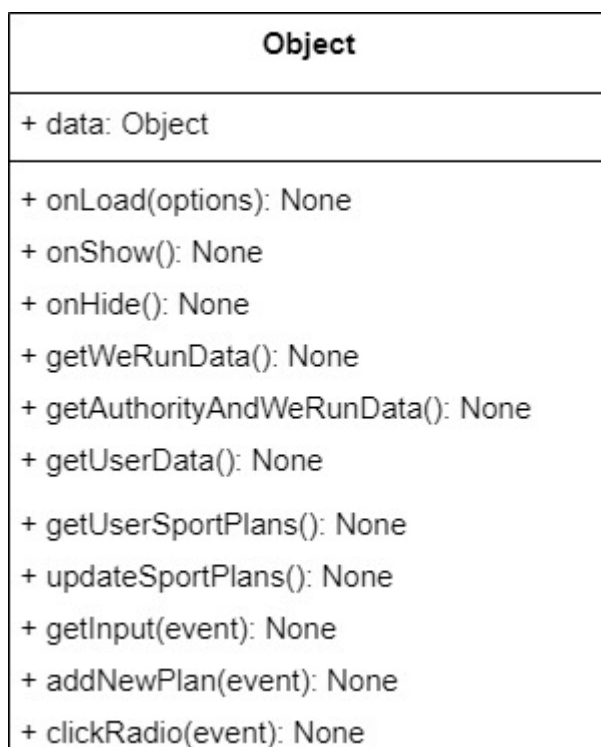 Object
+ data: Object
+ onLoad(options): None
+ onShow(): None
+ onHide(): None
+ getWeRunData(): None
+ getAuthorityAndWeRunData(): None
+ getUserData(): None
+ getUserSportPlans(): None
+ updateSportPlans(): None
+ getInput(event): None
+ addNewPlan(event): None
+ clickRadio(event): None